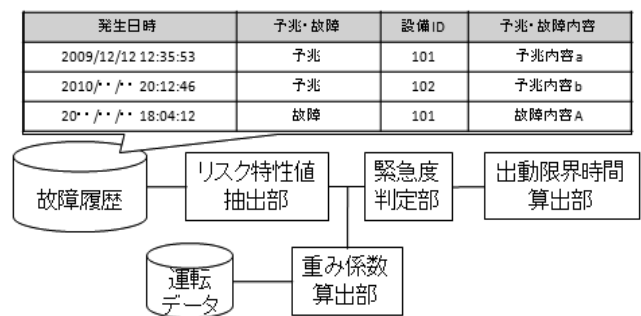 発生日時 予兆・故障 設備ID 予兆・故障内容
2009/12/12 12:35:53 予兆 101 予兆内容a
2010/・・/・・ 20:12:46 予兆 102 予兆内容b
20・・/・・/・・ 18:04:12 故障 101 故障内容A
故障履歴
リスク特性値
抽出部
緊急度
判定部
出動限界時間
算出部
運転
データ
重み係数
算出部